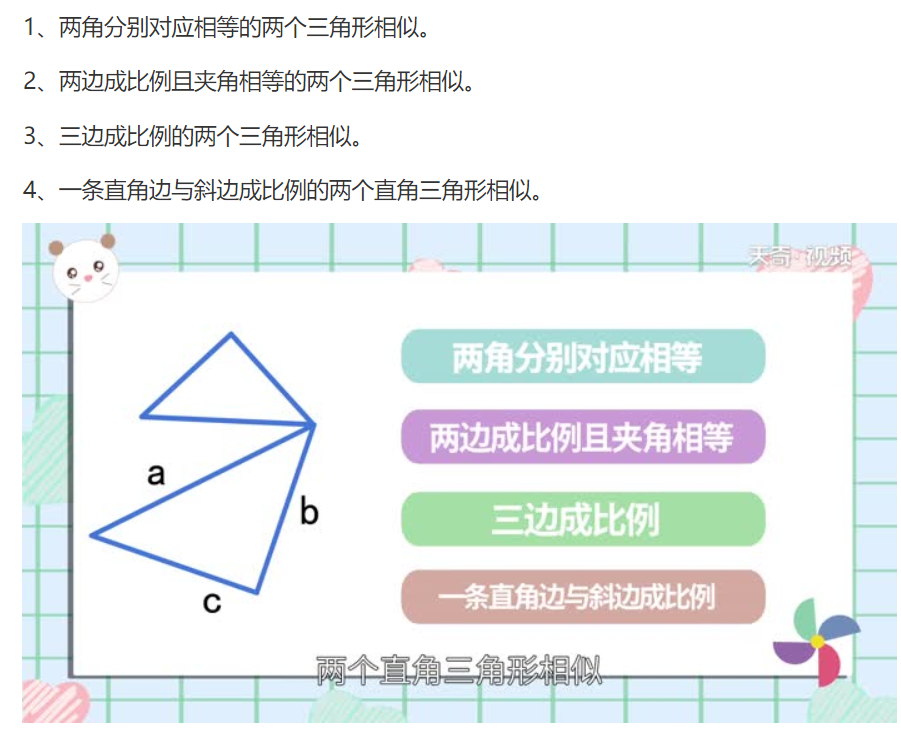 1、两角分别对应相等的两个三角形相似。
2、两边成比例且夹角相等的两个三角形相似。
3、三边成比例的两个三角形相似。
4、一条直角边与斜边成比例的两个直角三角形相似。
天奇·视频
两角分别对应相等
两边成比例且夹角相等
三边成比例
一条直角边与斜边成比例
a
b
c
两个直角三角形相似